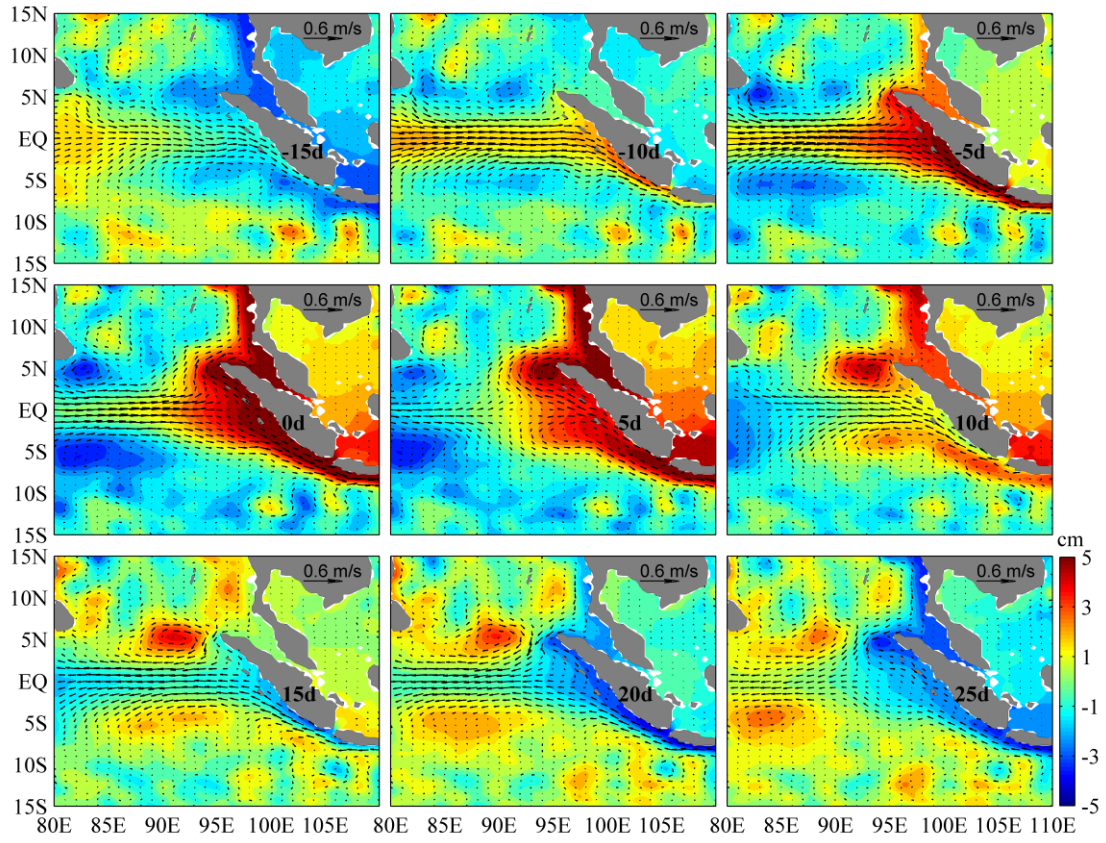 15N
10N
5N
EQ
5S
10S
15S
0.6 m/s
-15d
0.6 m/s
-10d
0.6 m/s
-5d
15N
10N
5N
EQ
5S
10S
15S
0.6 m/s
0d
0.6 m/s
5d
0.6 m/s
10d
15N
10N
5N
EQ
5S
10S
15S
0.6 m/s
15d
0.6 m/s
20d
0.6 m/s
25d
80E 85E 90E 95E 100E 105E
80E 85E 90E 95E 100E 105E
80E 85E 90E 95E 100E 105E 110E
cm
5
3
1
-1
-3
-5